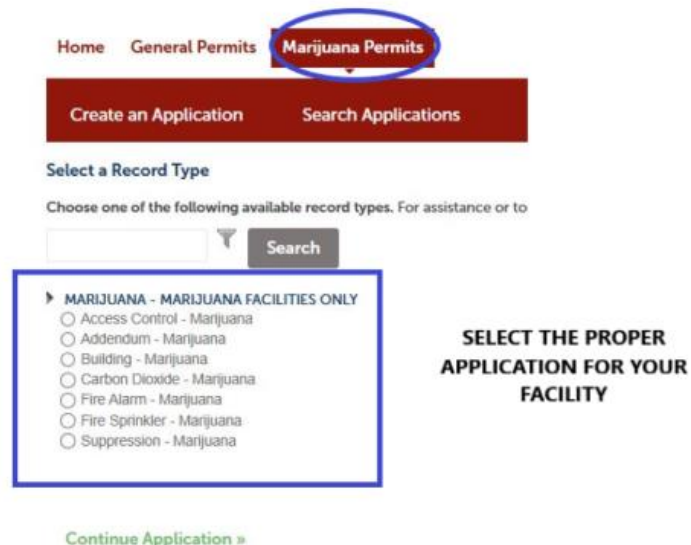 Home General Permits Marijuana Permits
Create an Application Search Applications
Select a Record Type
Choose one of the following available record types. For assistance or to
Search
MARIJUANA - MARIJUANA FACILITIES ONLY
Access Control - Marijuana
Addendum - Marijuana
Building - Marijuana
Carbon Dioxide - Marijuana
Fire Alarm - Marijuana
Fire Sprinkler - Marijuana
Suppression - Marijuana
SELECT THE PROPER
APPLICATION FOR YOUR
FACILITY
Continue Application »